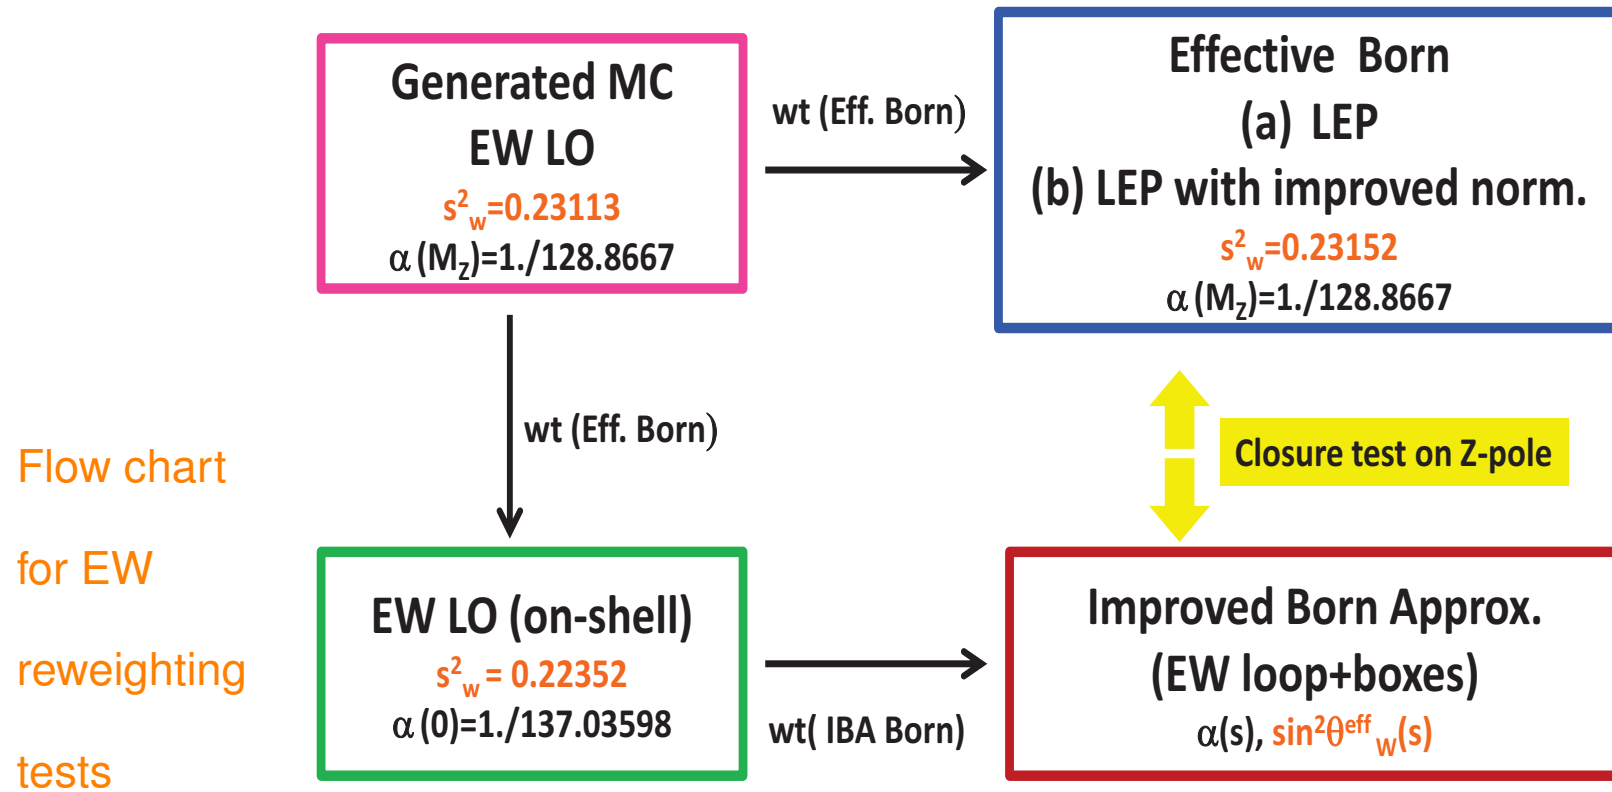 Generated MC
EW LO
s²w=0.23113
α(MZ)=1./128.8667
wt (Eff. Born)
Effective Born
(a) LEP
(b) LEP with improved norm.
s²w=0.23152
α(MZ)=1./128.8667
wt (Eff. Born)
Closure test on Z-pole
Flow chart
for EW
reweighting
tests
EW LO (on-shell)
s²w = 0.22352
α(0)=1./137.03598
wt( IBA Born)
Improved Born Approx.
(EW loop+boxes)
α(s), sin²θeff W(s)